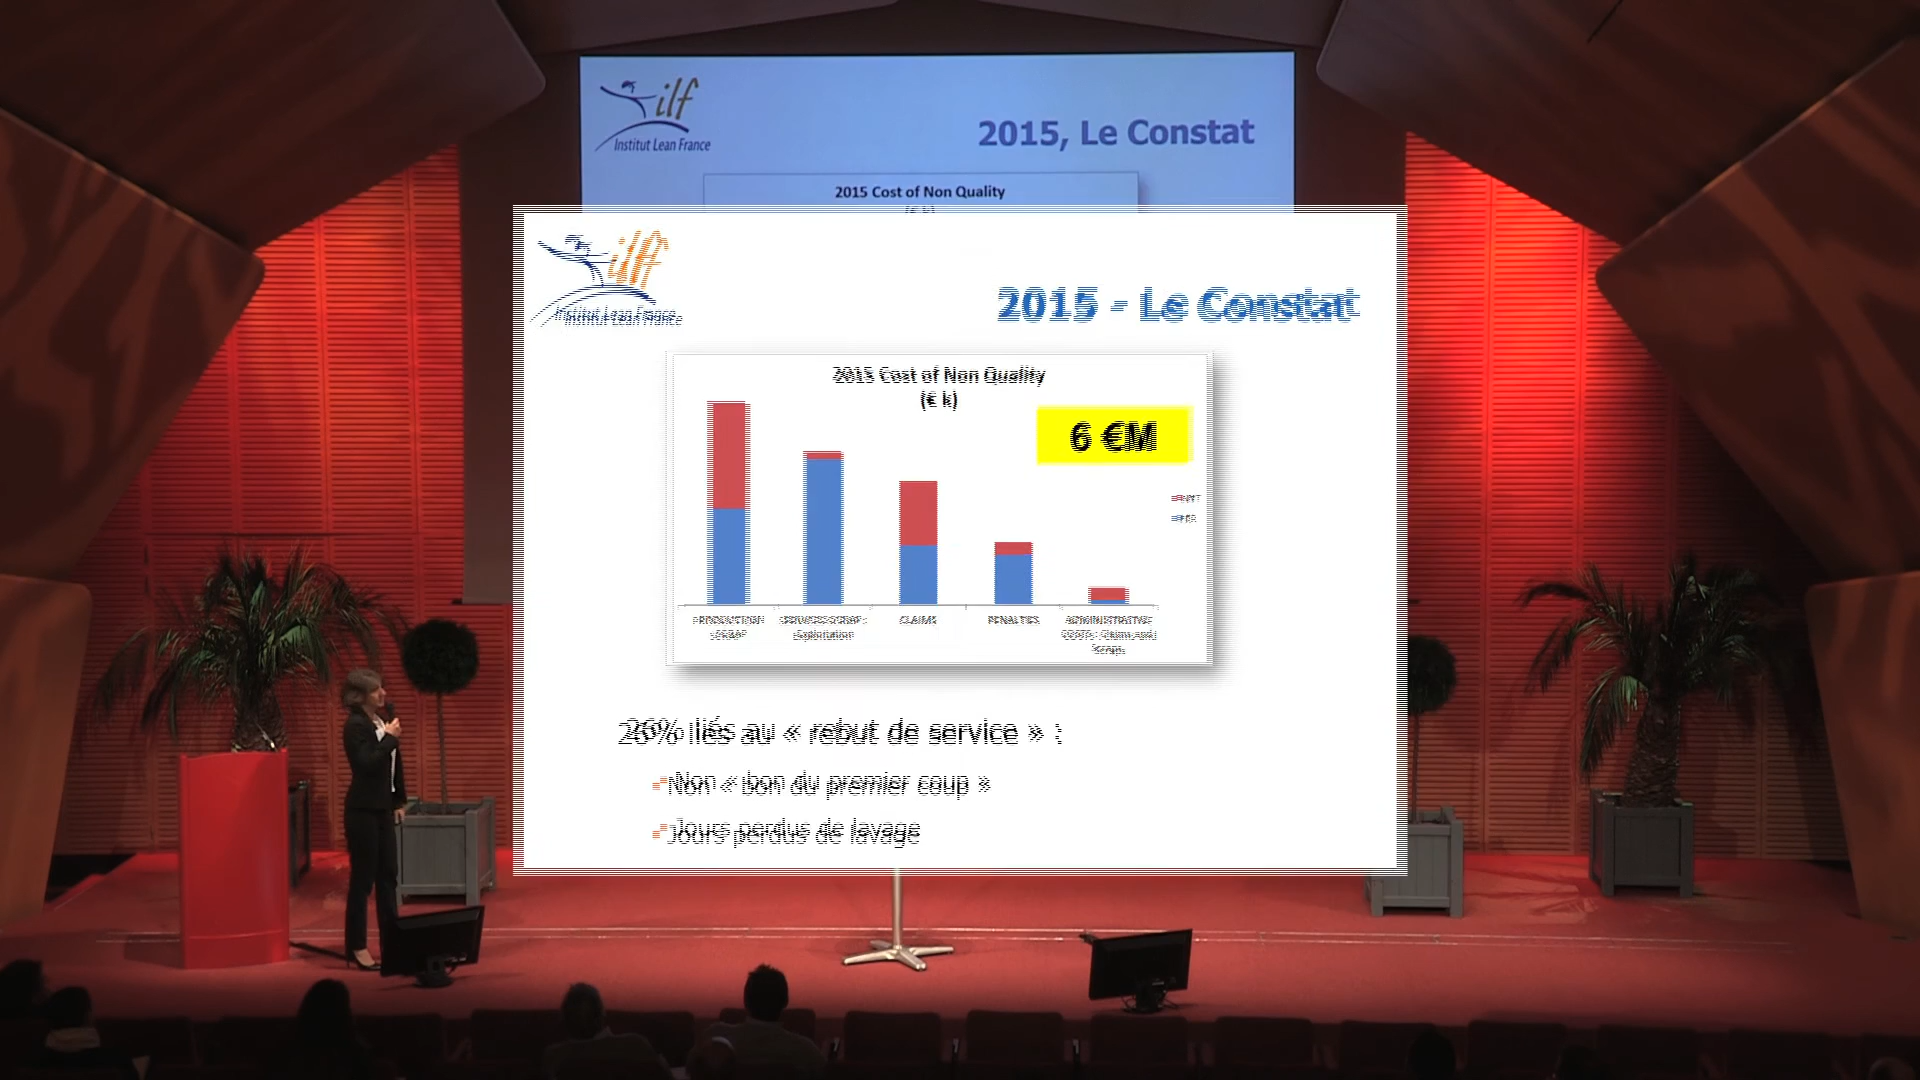 ilf
Institut Lean France
2015, Le Constat
2015 Cost of Non Quality
ilf
Institut Lean France
2015 - Le Constat
2015 Cost of Non Quality
(€ k)
6 €M
PRODUCTION
SCRAP
SERVICES SCRAP :
Exploitation
CLAIMS
PENALTIES
ADMINISTRATIVE
COSTS : Claims and
Scraps
26% liés au « rebut de service » :
Non « bon du premier coup »
Jours perdus de lavage